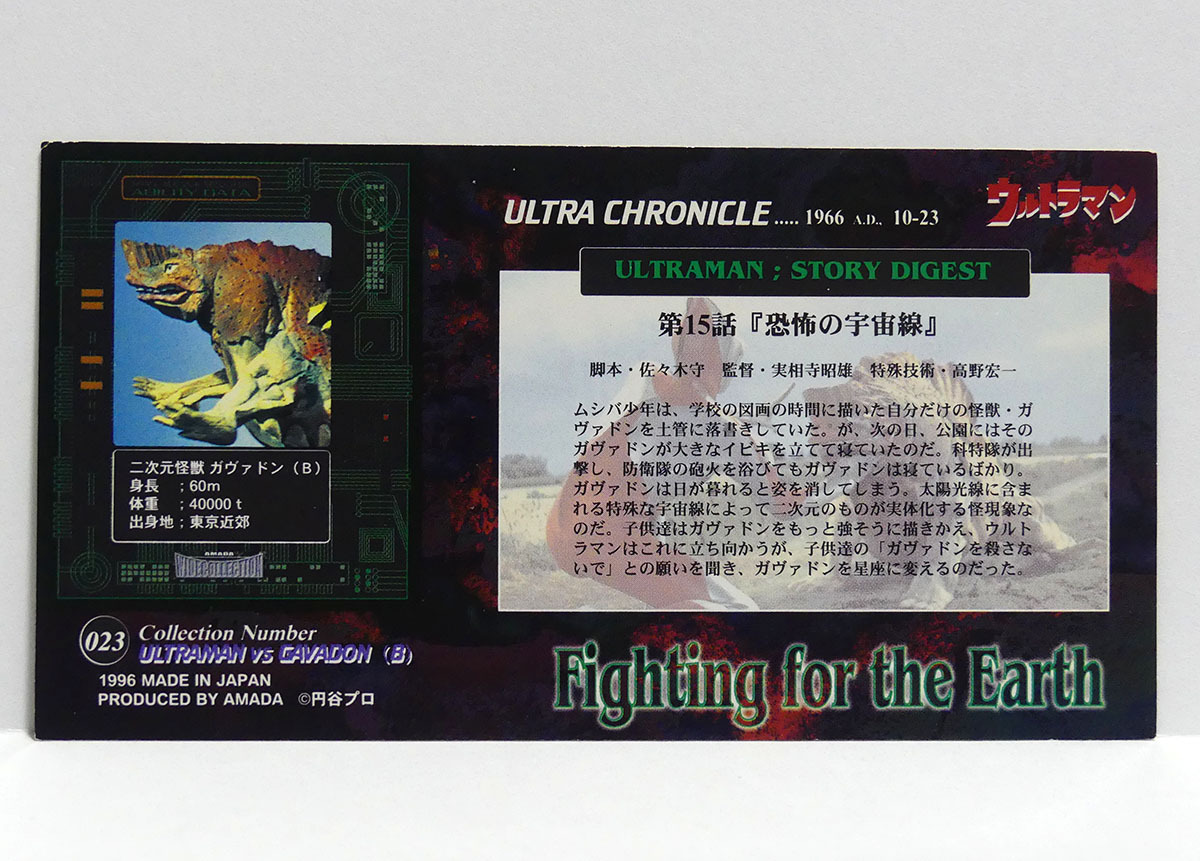 ABILITY DATA
二次元怪獣 ガヴァドン（B）
身長 ；60m
体重 ；40000 t
出身地；東京近郊
AMADA
VIDEOCOLLECTION
023
Collection Number
ULTRAMAN vs GAVADON（B）
1996 MADE IN JAPAN
PRODUCED BY AMADA ©円谷プロ
ULTRA CHRONICLE ..... 1966 A.D., 10-23
ウルトラマン
ULTRAMAN ; STORY DIGEST
第15話『恐怖の宇宙線』
脚本・佐々木守 監督・実相寺昭雄 特殊技術・高野宏一
ムシバ少年は、学校の図画の時間に描いた自分だけの怪獣・ガ
ヴァドンを土管に落書きしていた。が、次の日、公園にはその
ガヴァドンが大きなイビキを立てて寝ていたのだ。科特隊が出
撃し、防衛隊の砲火を浴びてもガヴァドンは寝ているばかり。
ガヴァドンは日が暮れると姿を消してしまう。太陽光線に含ま
れる特殊な宇宙線によって二次元のものが実体化する怪現象な
のだ。子供達はガヴァドンをもっと強そうに描きかえ、ウルト
ラマンはこれに立ち向かうが、子供達の「ガヴァドンを殺さな
いで」との願いを聞き、ガヴァドンを星座に変えるのだった。
Fighting for the Earth